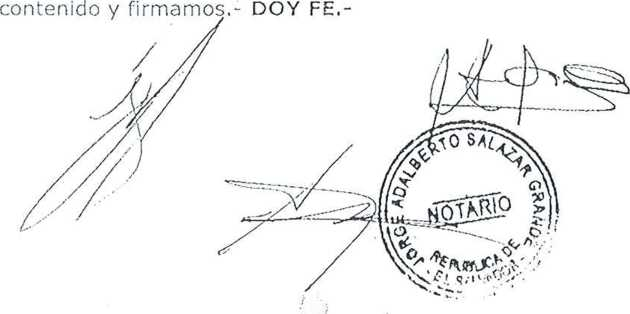 contenido y firmamos.- DOY FE.-
JORGE ADALBERTO SALAZAR GRANDE
NOTARIO
REPUBLICA DE
EL SALVADOR